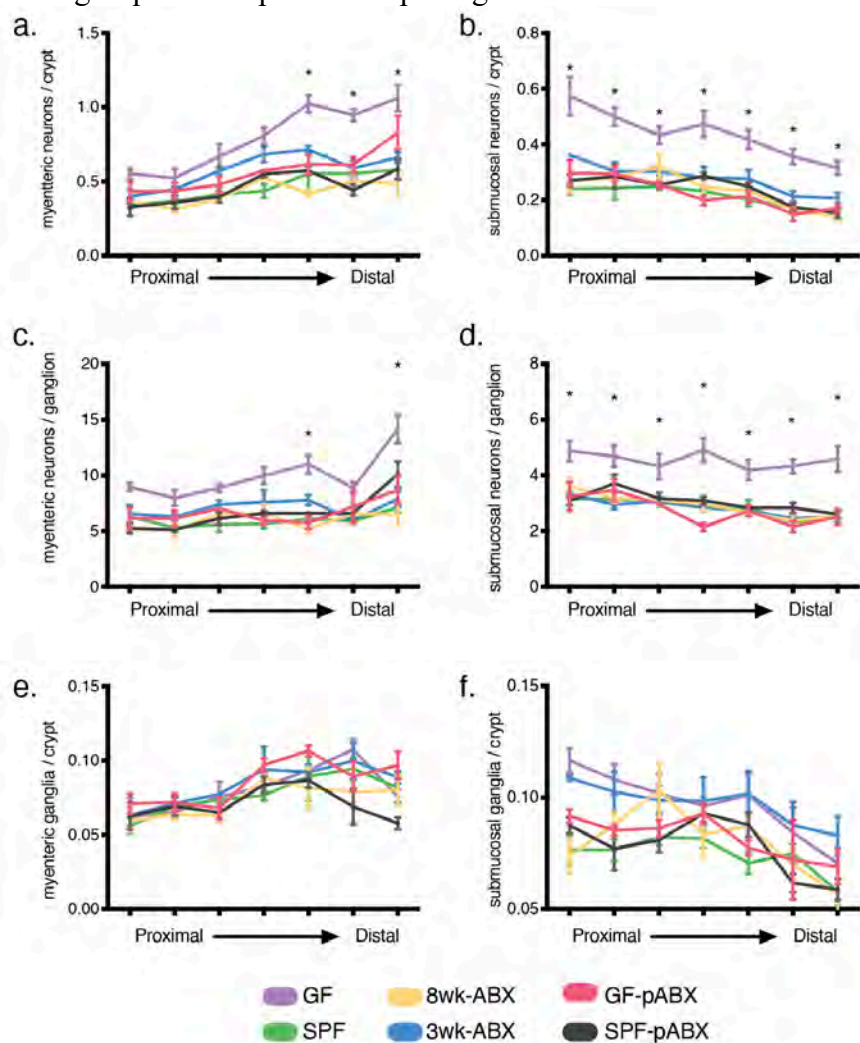 a.
myentteric neurons / crypt
1.5
1.0
0.5
0.0
* * *
Proximal Distal
b.
submucosal neurons / crypt
0.8
0.6
0.4
0.2
0.0
* * * * * * *
Proximal Distal
c.
myenteric neurons / ganglion
20
15
10
5
0
* *
Proximal Distal
d.
submucosal neurons / ganglion
8
6
4
2
0
* * * * * * *
Proximal Distal
e.
myenteric ganglia / crypt
0.15
0.10
0.05
0.00
Proximal Distal
f.
submucosal ganglia / crypt
0.15
0.10
0.05
Proximal Distal
GF 8wk-ABX GF-pABX
SPF 3wk-ABX SPF-pABX